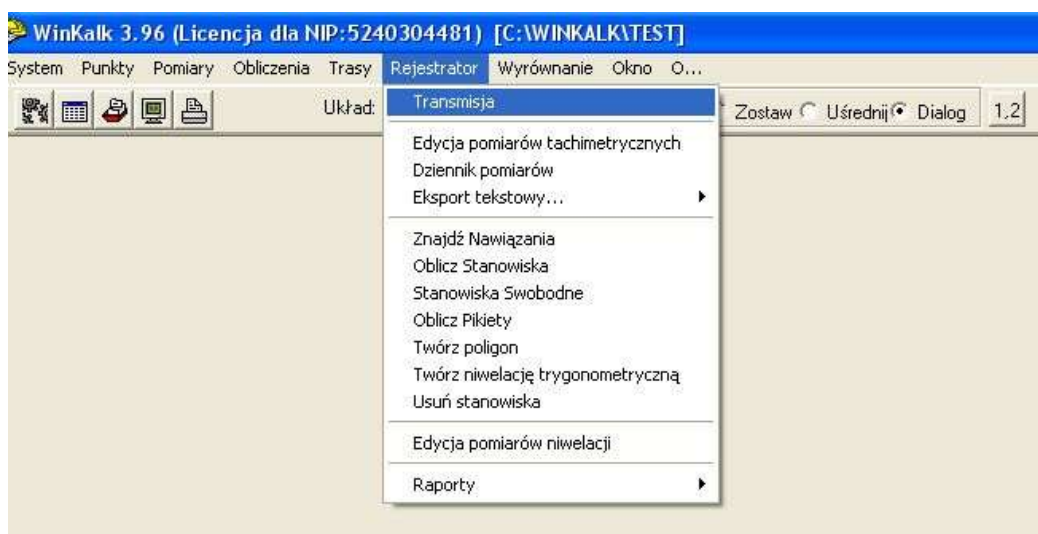 WinKalk 3.96 (Licencja dla NIP:5240304481) [C:\WINKALK\TEST]
System Punkty Pomiary Obliczenia Trasy Rejestrator Wyrównanie Okno O...
Układ: Zostaw Uśrednij Dialog 1,2
Transmisja
Edycja pomiarów tachimetrycznych
Dziennik pomiarów
Eksport tekstowy...
Znajdź Nawiązania
Oblicz Stanowiska
Stanowiska Swobodne
Oblicz Pikiety
Twórz poligon
Twórz niwelację trygonometryczną
Usuń stanowiska
Edycja pomiarów niwelacji
Raporty